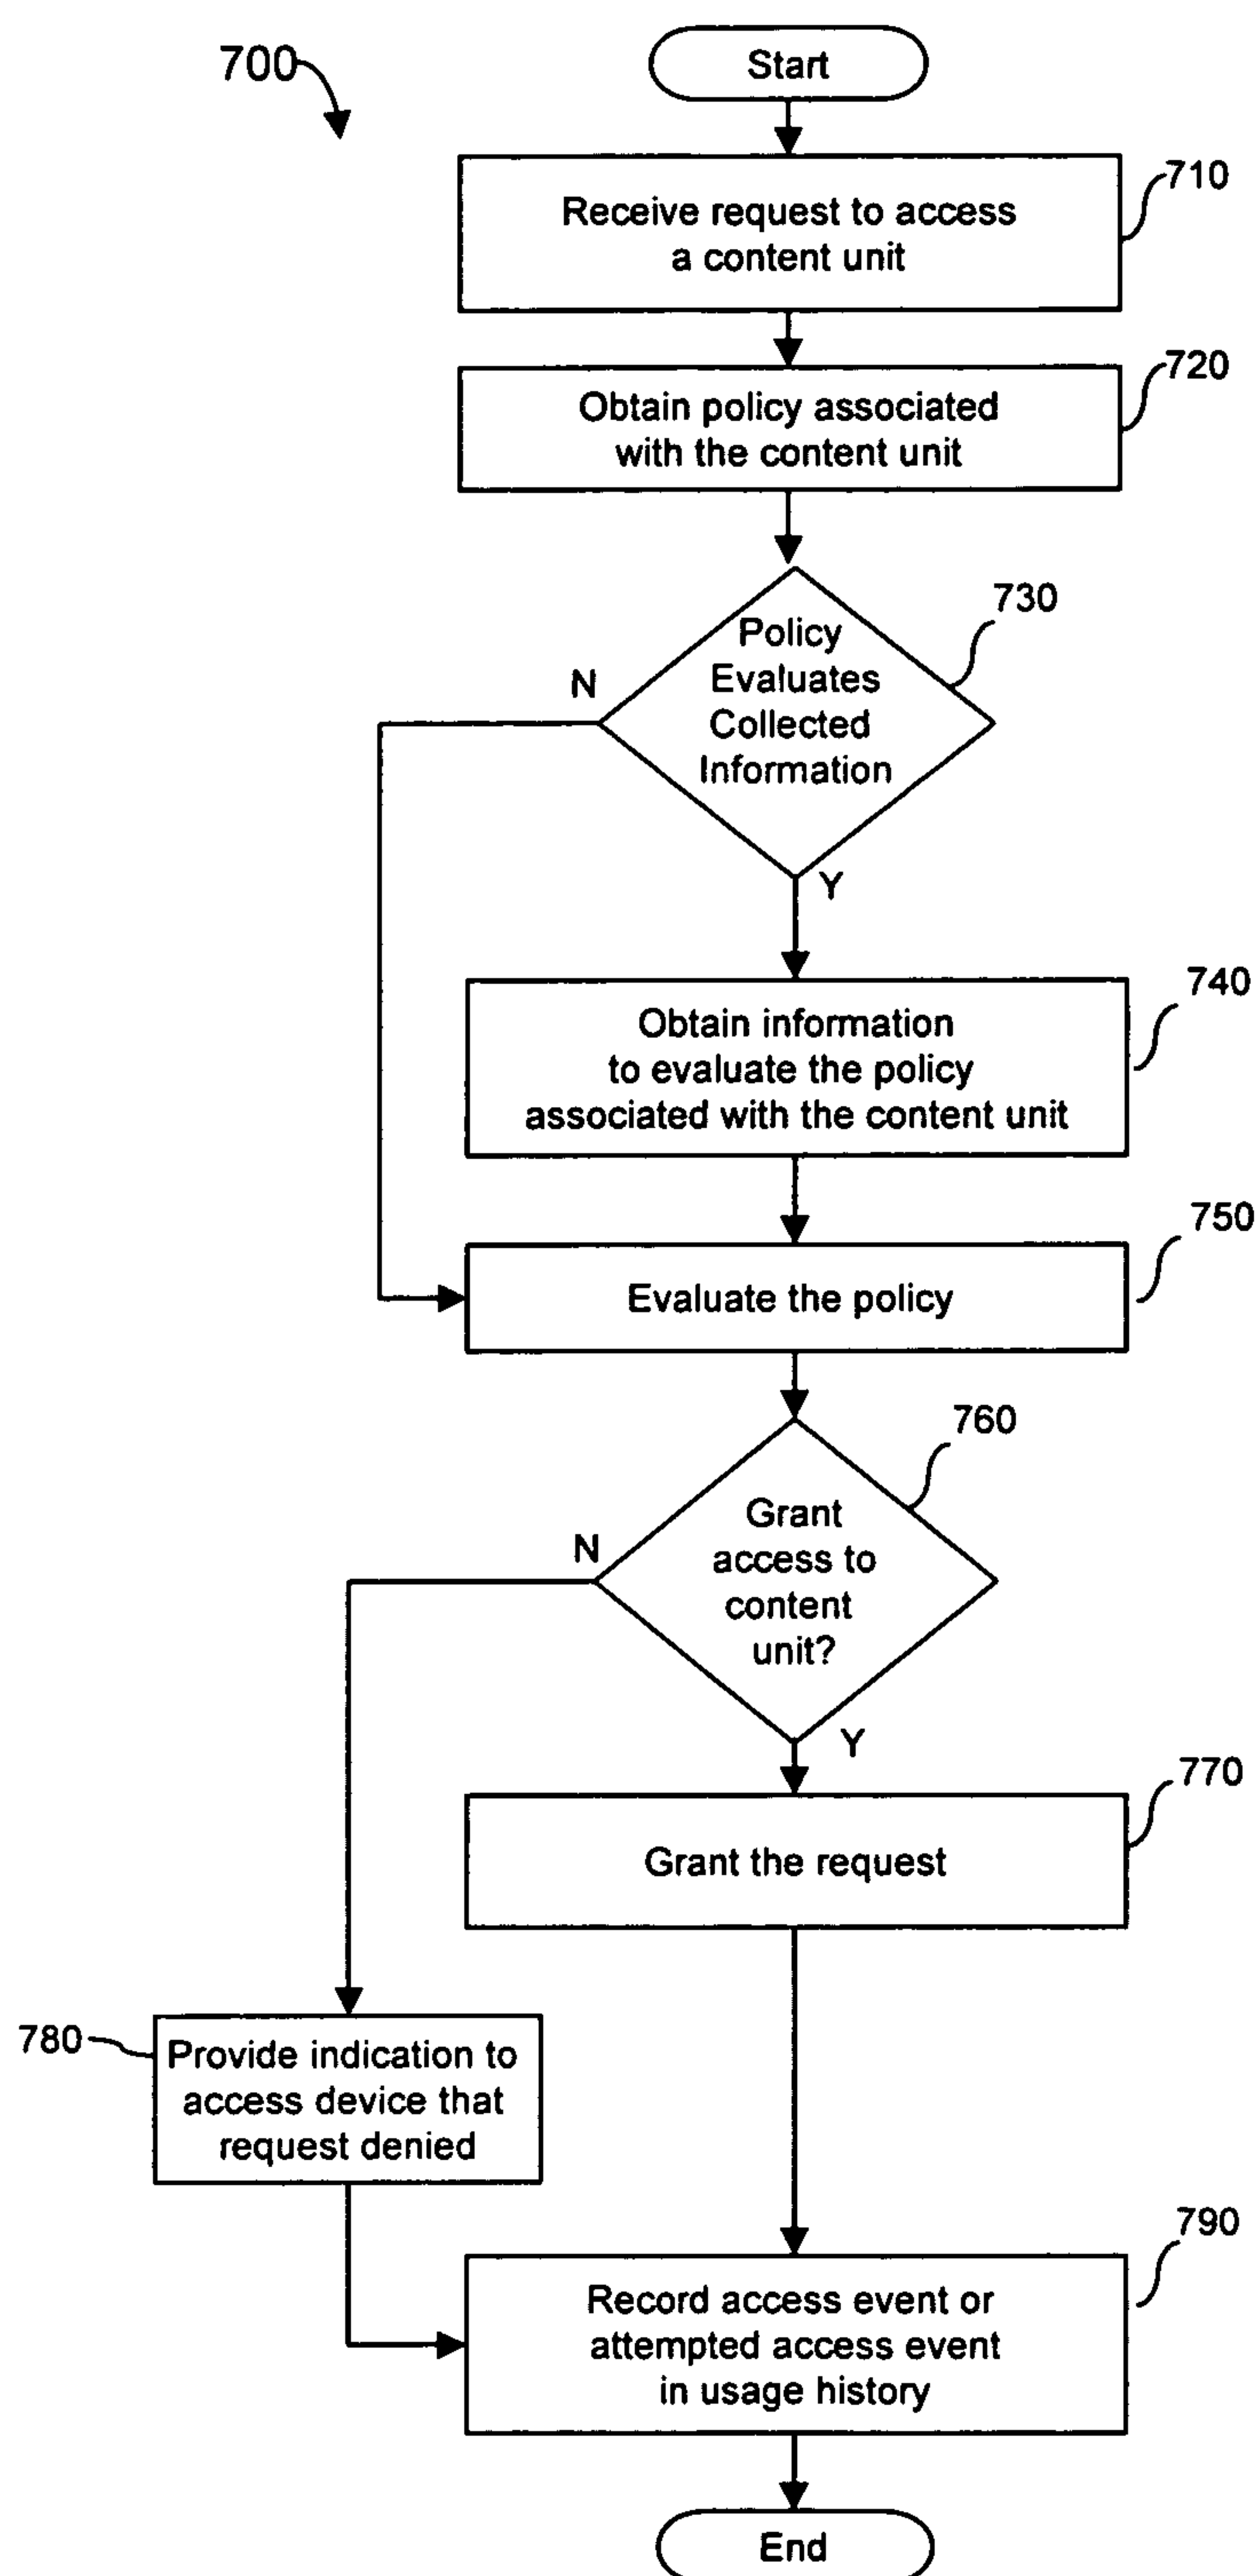 700
Start
710
Receive request to access
a content unit
720
Obtain policy associated
with the content unit
730
Policy
Evaluates
Collected
Information
N
Y
740
Obtain information
to evaluate the policy
associated with the content unit
750
Evaluate the policy
760
Grant
access to
content
unit?
N
Y
770
Grant the request
780
Provide indication to
access device that
request denied
790
Record access event or
attempted access event
in usage history
End